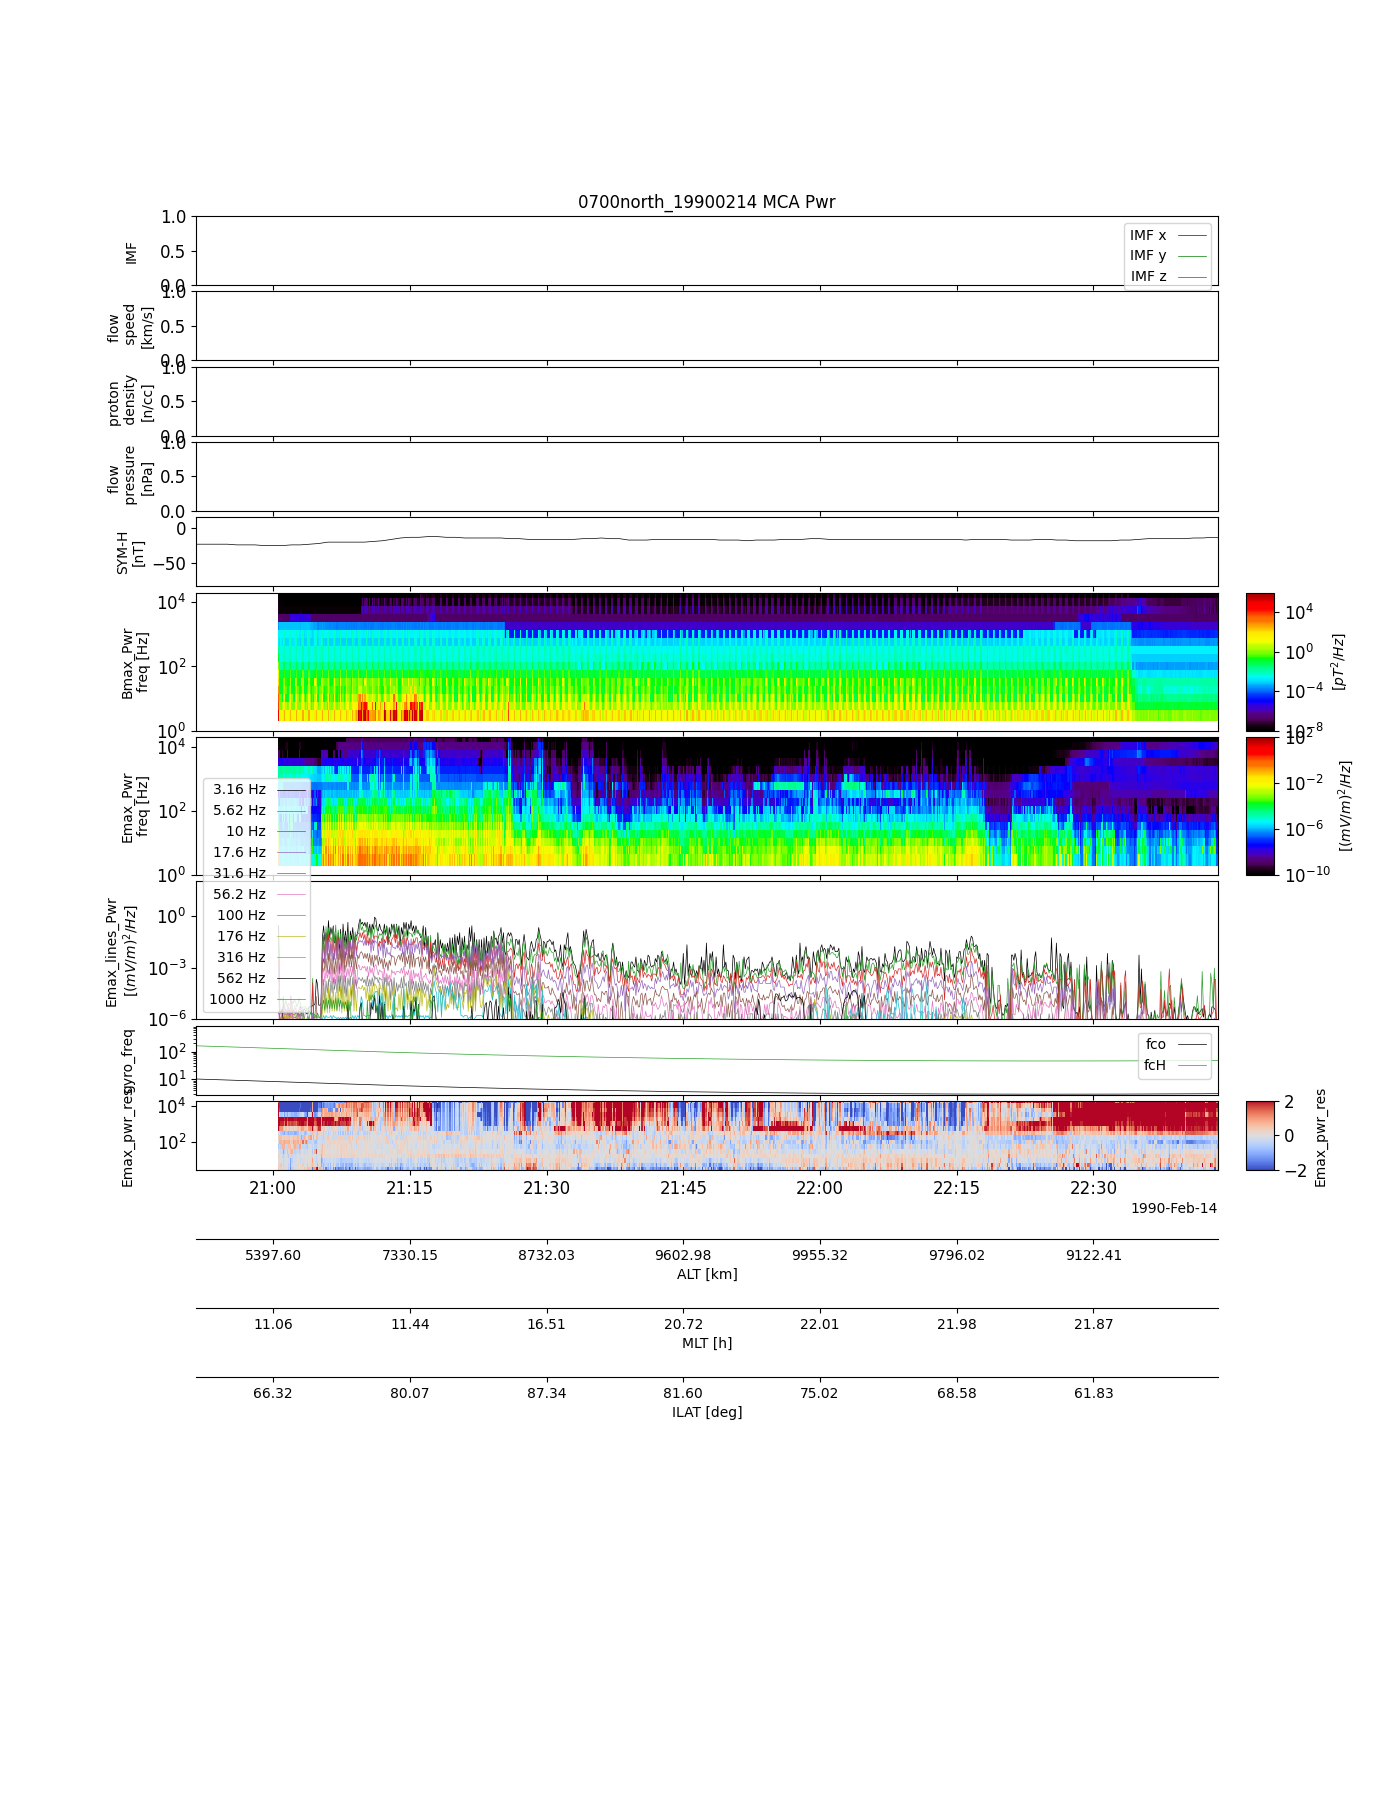 0700north_19900214 MCA Pwr
1.0
0.5
0.0
IMF
IMF x
IMF y
IMF z
1.0
0.5
0.0
flow
speed
[km/s]
1.0
0.5
0.0
proton
density
[n/cc]
1.0
0.5
0.0
flow
pressure
[nPa]
0
−50
SYM-H
[nT]
10^4
10^2
10^0
Bmax_Pwr
freq [Hz]
10^4
10^0
10^−4
10^−8
[pT^2/Hz]
10^4
10^2
10^0
Emax_Pwr
freq [Hz]
10^2
10^−2
10^−6
10^−10
[(mV/m)^2/Hz]
3.16 Hz
5.62 Hz
10 Hz
17.6 Hz
31.6 Hz
56.2 Hz
100 Hz
176 Hz
316 Hz
562 Hz
1000 Hz
10^0
10^−3
10^−6
Emax_lines_Pwr
[(mV/m)^2/Hz]
10^2
10^1
gyro_freq
fco
fcH
10^4
10^2
Emax_pwr_res
2
0
−2
Emax_pwr_res
21:00 21:15 21:30 21:45 22:00 22:15 22:30
1990-Feb-14
5397.60 7330.15 8732.03 9602.98 9955.32 9796.02 9122.41
ALT [km]
11.06 11.44 16.51 20.72 22.01 21.98 21.87
MLT [h]
66.32 80.07 87.34 81.60 75.02 68.58 61.83
ILAT [deg]